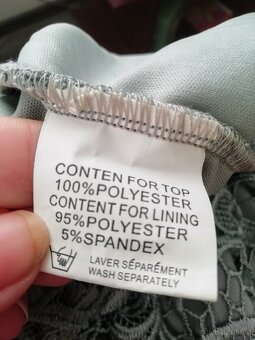 CONTEN FOR TOP
100%POLYESTER
CONTENT FOR LINING
95%POLYESTER
5%SPANDEX
LAVER SÉPARÉMENT
WASH SEPARATELY